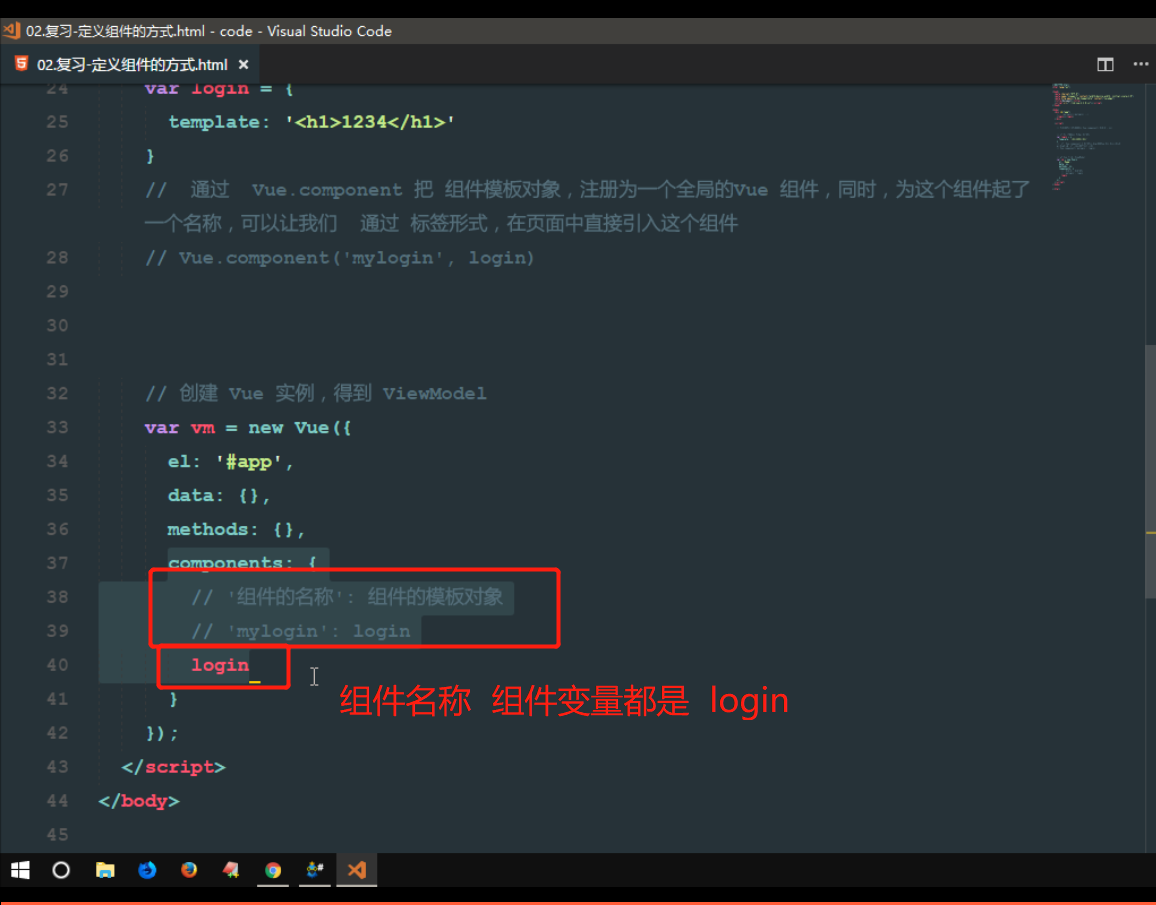 02.复习-定义组件的方式.html - code - Visual Studio Code
02.复习-定义组件的方式.html ×
24 var login = {
25 template: '<h1>1234</h1>'
26 }
27 // 通过 Vue.component 把 组件模板对象，注册为一个全局的Vue 组件，同时，为这个组件起了
一个名称，可以让我们 通过 标签形式，在页面中直接引入这个组件
28 // Vue.component('mylogin', login)
29
30
31
32 // 创建 Vue 实例，得到 ViewModel
33 var vm = new Vue({
34 el: '#app',
35 data: {},
36 methods: {},
37 components: {
38 // '组件的名称': 组件的模板对象
39 // 'mylogin': login
40 login
41 }
组件名称 组件变量都是 login
42 });
43 </script>
44 </body>
45